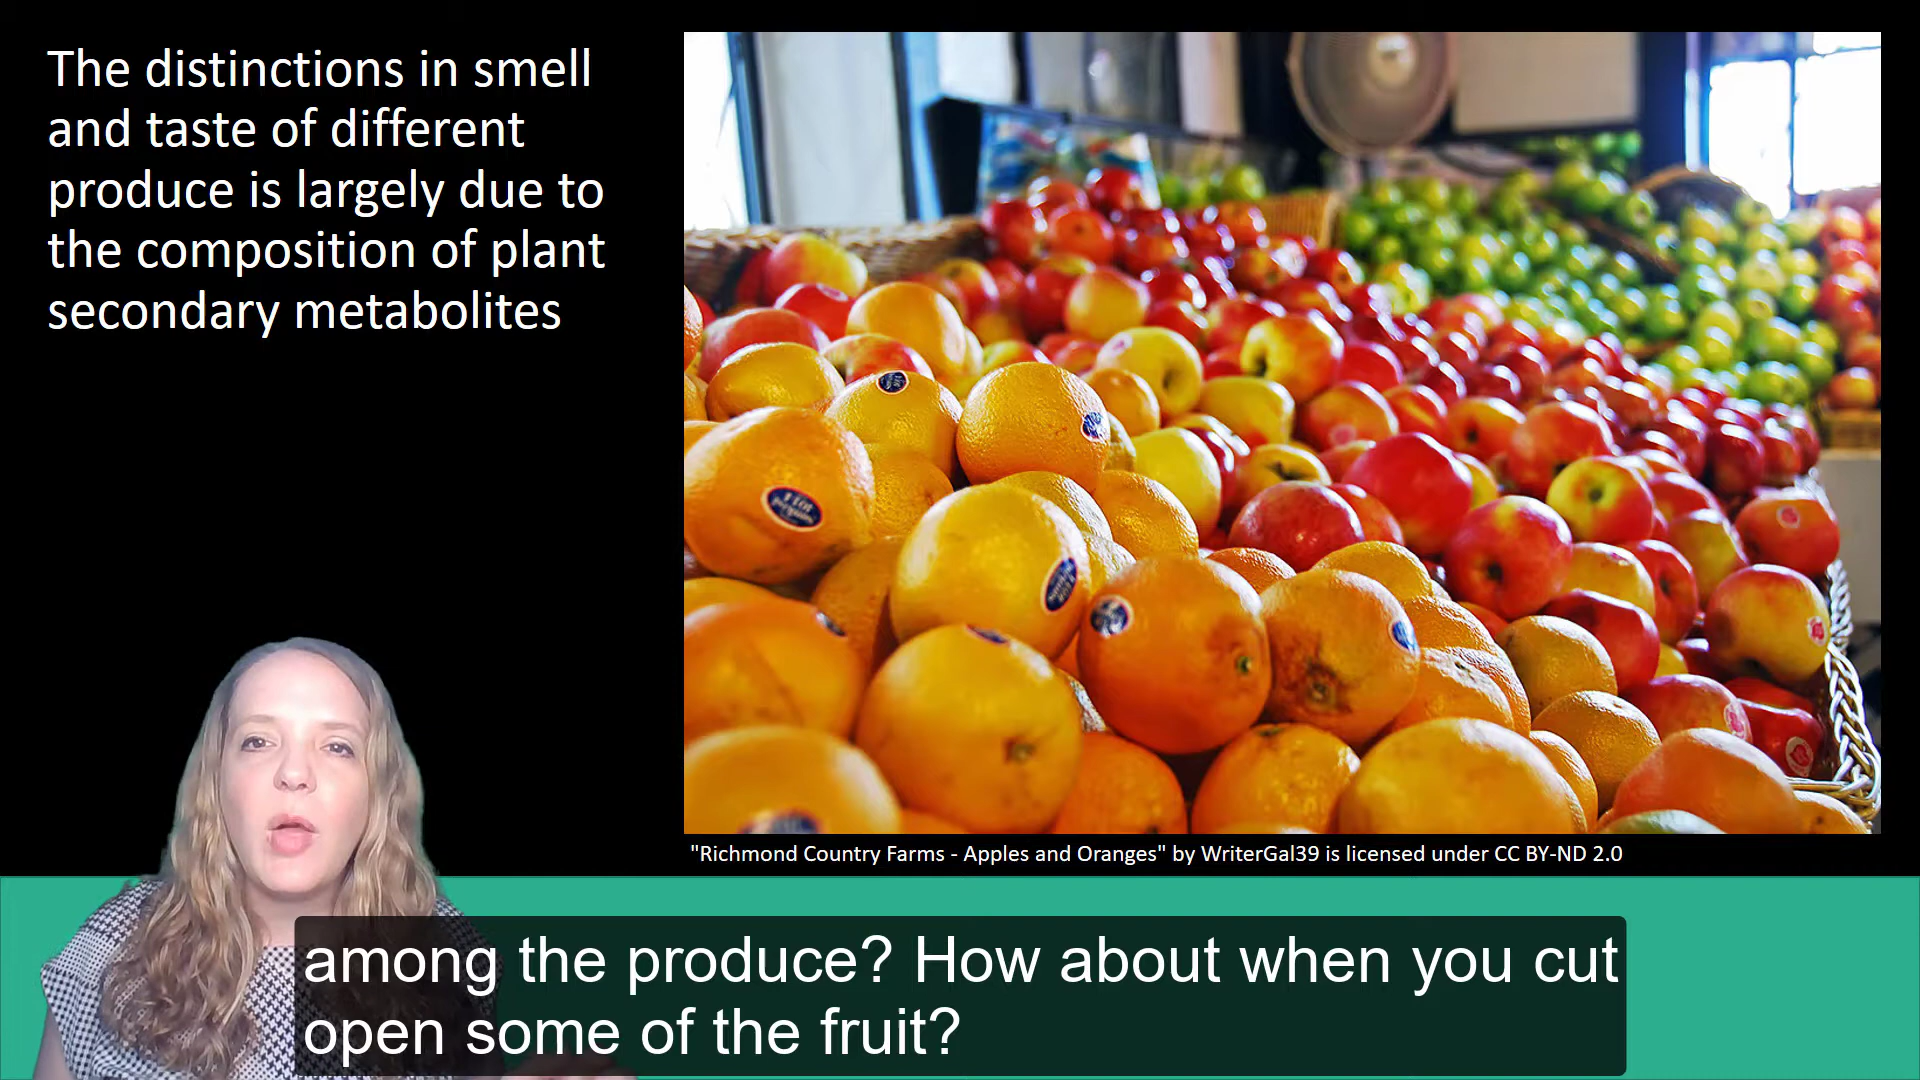 The distinctions in smell
and taste of different
produce is largely due to
the composition of plant
secondary metabolites
"Richmond Country Farms - Apples and Oranges" by WriterGal39 is licensed under CC BY-ND 2.0
among the produce? How about when you cut
open some of the fruit?